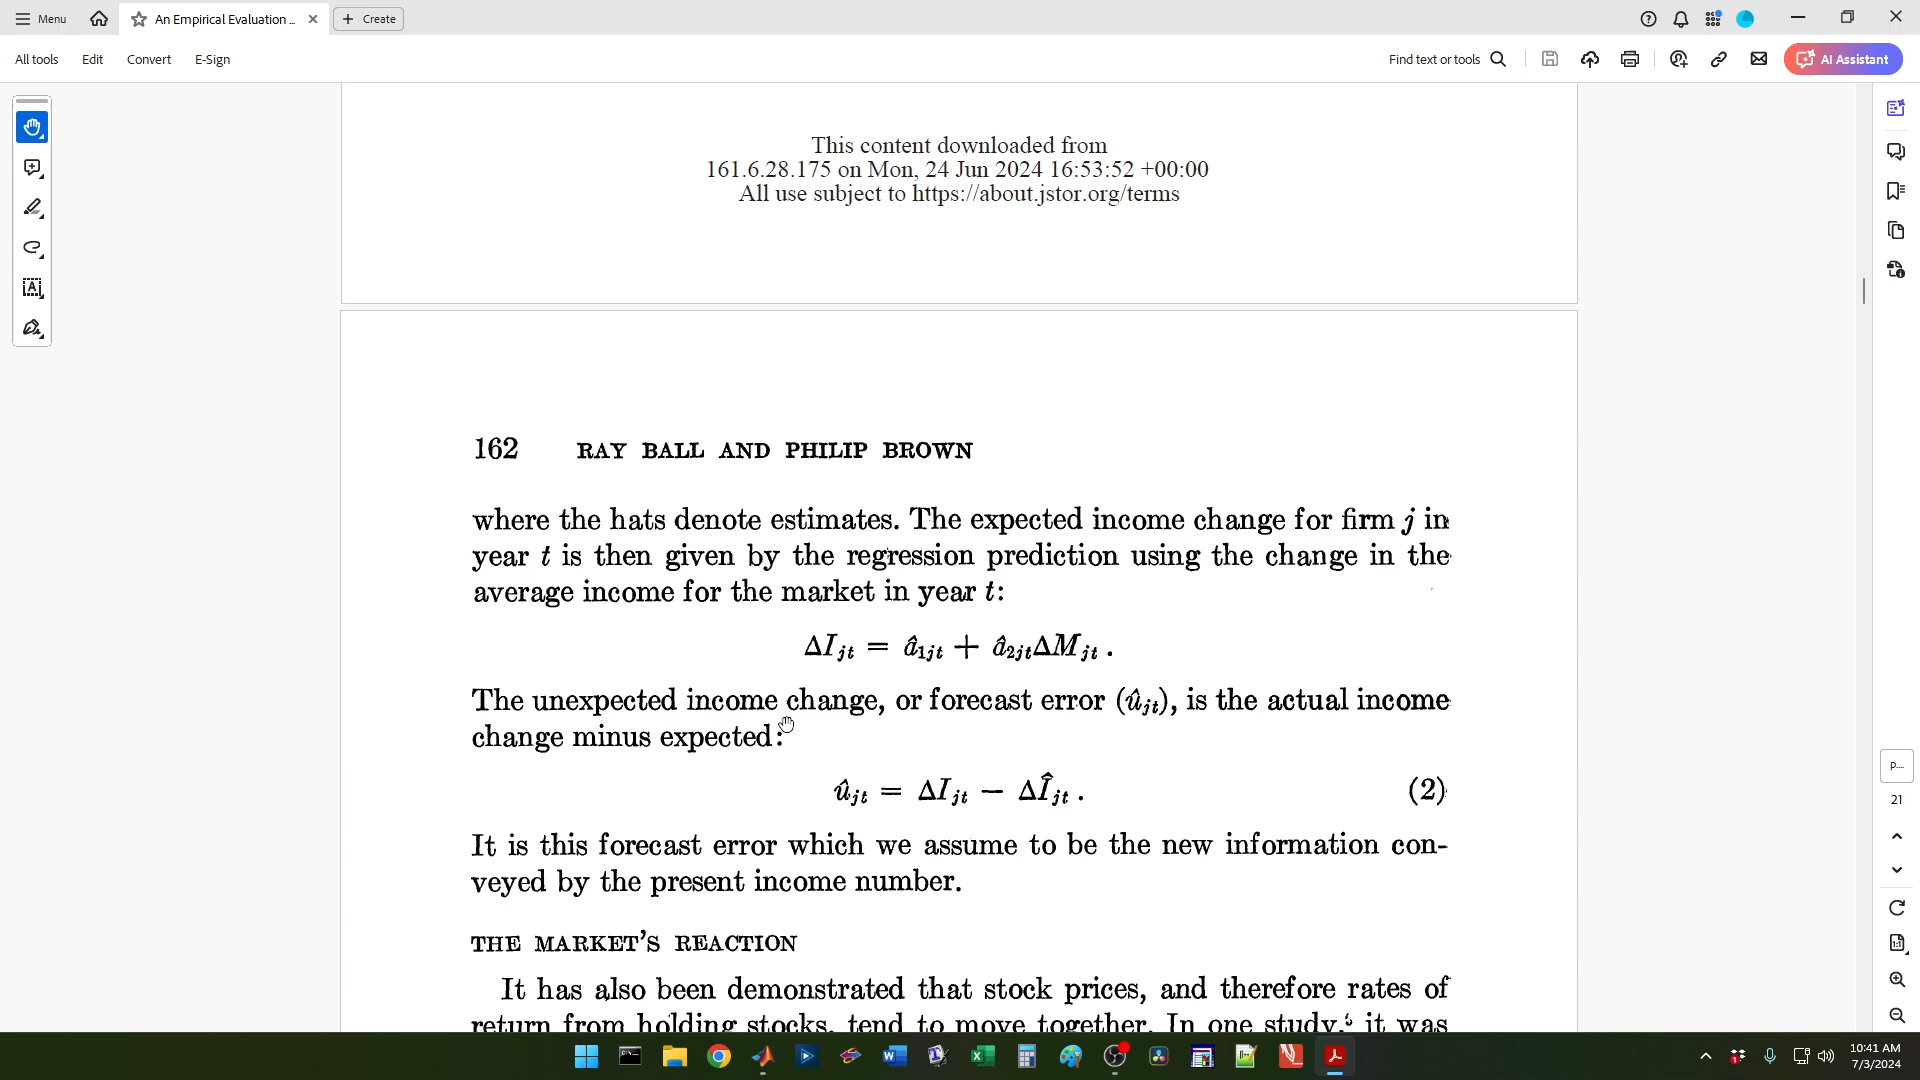 Menu
An Empirical Evaluation ...
Create
All tools
Edit
Convert
E-Sign
Find text or tools
AI Assistant
This content downloaded from
161.6.28.175 on Mon, 24 Jun 2024 16:53:52 +00:00
All use subject to https://about.jstor.org/terms
162 RAY BALL AND PHILIP BROWN
where the hats denote estimates. The expected income change for firm j in
year t is then given by the regression prediction using the change in the
average income for the market in year t:
ΔI_jt = â_1jt + â_2jt ΔM_jt .
The unexpected income change, or forecast error (û_jt), is the actual income
change minus expected:
û_jt = ΔI_jt − ΔÎ_jt . (2)
It is this forecast error which we assume to be the new information con-
veyed by the present income number.
THE MARKET'S REACTION
It has also been demonstrated that stock prices, and therefore rates of
return from holding stocks, tend to move together. In one study, it was
P...
21
10:41 AM
7/3/2024